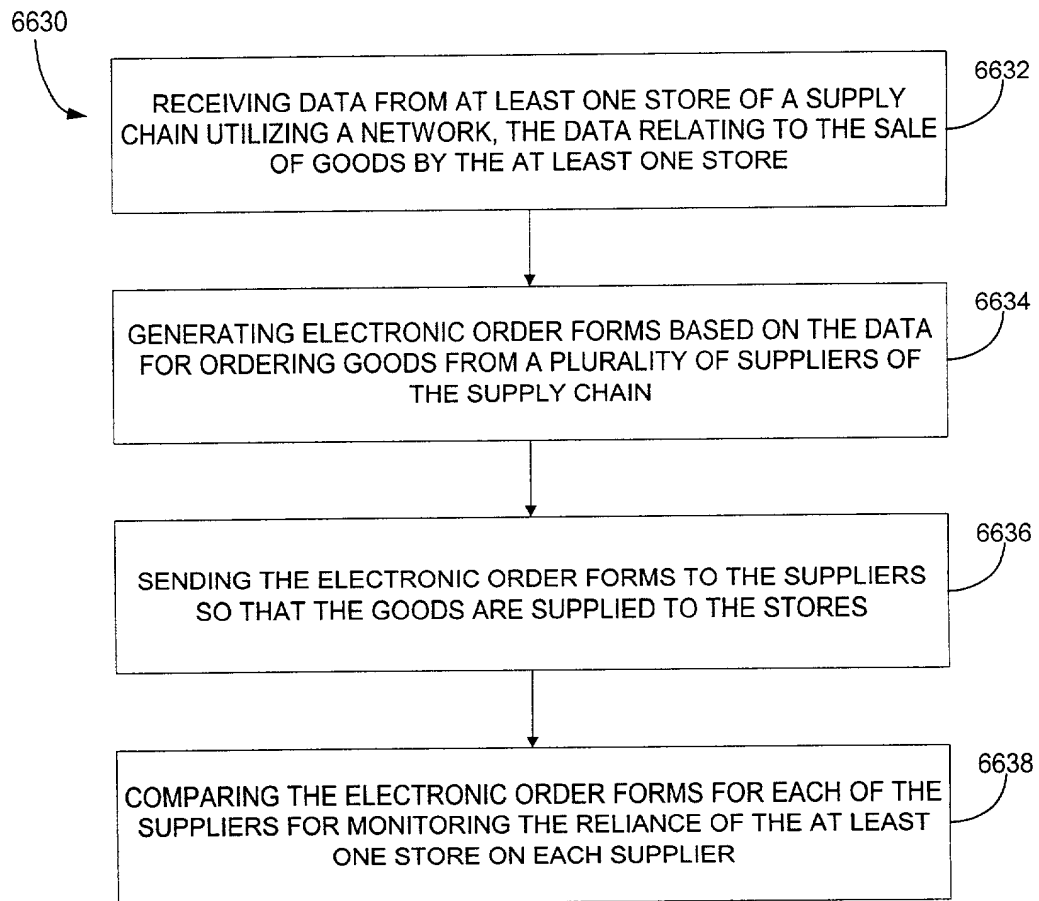 6630
6632
RECEIVING DATA FROM AT LEAST ONE STORE OF A SUPPLY
CHAIN UTILIZING A NETWORK, THE DATA RELATING TO THE SALE
OF GOODS BY THE AT LEAST ONE STORE
6634
GENERATING ELECTRONIC ORDER FORMS BASED ON THE DATA
FOR ORDERING GOODS FROM A PLURALITY OF SUPPLIERS OF
THE SUPPLY CHAIN
6636
SENDING THE ELECTRONIC ORDER FORMS TO THE SUPPLIERS
SO THAT THE GOODS ARE SUPPLIED TO THE STORES
6638
COMPARING THE ELECTRONIC ORDER FORMS FOR EACH OF THE
SUPPLIERS FOR MONITORING THE RELIANCE OF THE AT LEAST
ONE STORE ON EACH SUPPLIER